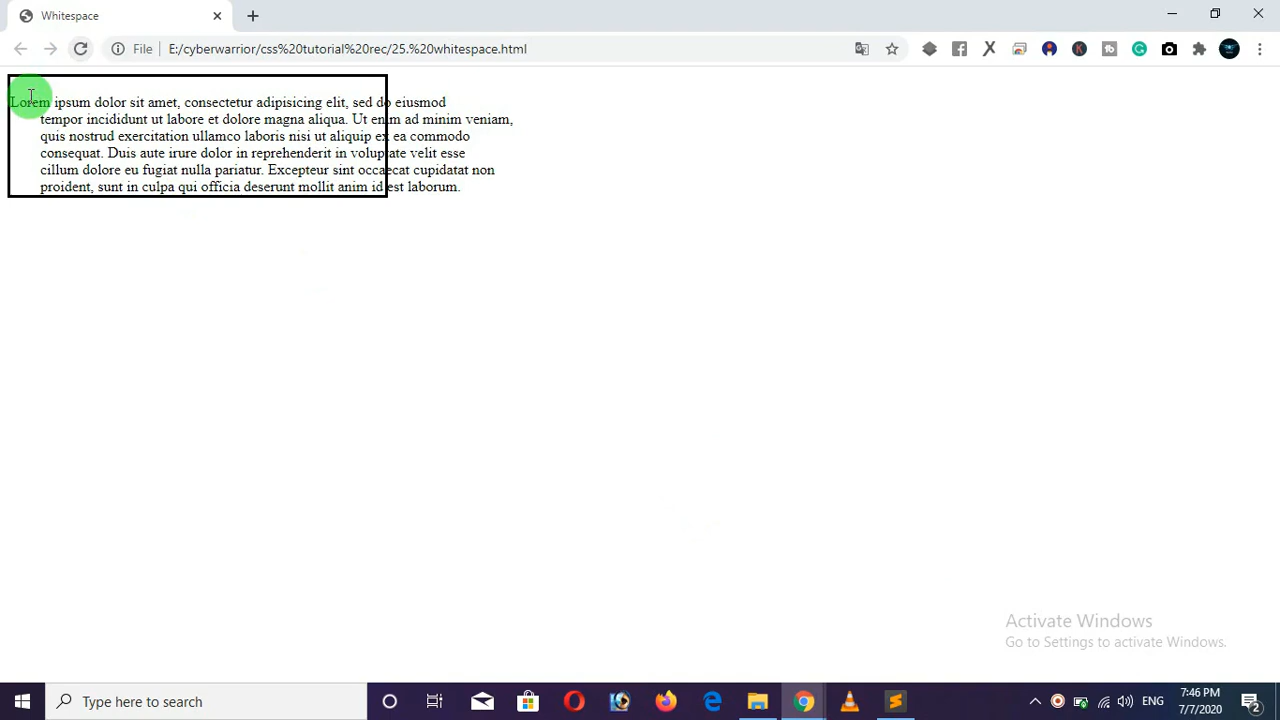 Whitespace
File
E:/cyberwarrior/css%20tutorial%20rec/25.%20whitespace.html
Lorem ipsum dolor sit amet, consectetur adipisicing elit, sed do eiusmod
tempor incididunt ut labore et dolore magna aliqua. Ut enim ad minim veniam,
quis nostrud exercitation ullamco laboris nisi ut aliquip ex ea commodo
consequat. Duis aute irure dolor in reprehenderit in voluptate velit esse
cillum dolore eu fugiat nulla pariatur. Excepteur sint occaecat cupidatat non
proident, sunt in culpa qui officia deserunt mollit anim id est laborum.
Activate Windows
Go to Settings to activate Windows.
Type here to search
ENG
7:46 PM
7/7/2020
2